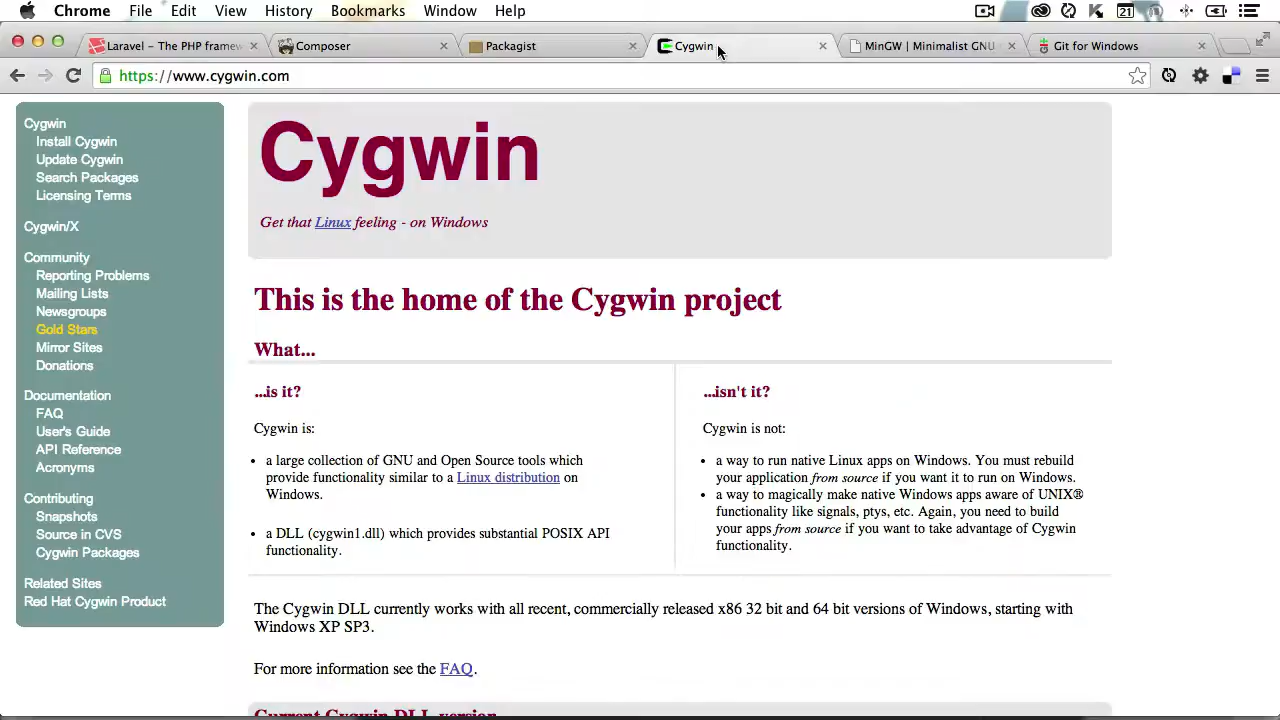 Chrome File Edit View History Bookmarks Window Help 21
Laravel – The PHP framew
Composer
Packagist
Cygwin
MinGW | Minimalist GNU
Git for Windows
https://www.cygwin.com
Cygwin
Install Cygwin
Update Cygwin
Search Packages
Licensing Terms
Cygwin/X
Community
Reporting Problems
Mailing Lists
Newsgroups
Gold Stars
Mirror Sites
Donations
Documentation
FAQ
User's Guide
API Reference
Acronyms
Contributing
Snapshots
Source in CVS
Cygwin Packages
Related Sites
Red Hat Cygwin Product
Cygwin
Get that Linux feeling - on Windows
This is the home of the Cygwin project
What...
...is it?
Cygwin is:
• a large collection of GNU and Open Source tools which
provide functionality similar to a Linux distribution on
Windows.
• a DLL (cygwin1.dll) which provides substantial POSIX API
functionality.
...isn't it?
Cygwin is not:
• a way to run native Linux apps on Windows. You must rebuild
your application from source if you want it to run on Windows.
• a way to magically make native Windows apps aware of UNIX®
functionality like signals, ptys, etc. Again, you need to build
your apps from source if you want to take advantage of Cygwin
functionality.
The Cygwin DLL currently works with all recent, commercially released x86 32 bit and 64 bit versions of Windows, starting with
Windows XP SP3.
For more information see the FAQ.
Current Cygwin DLL version